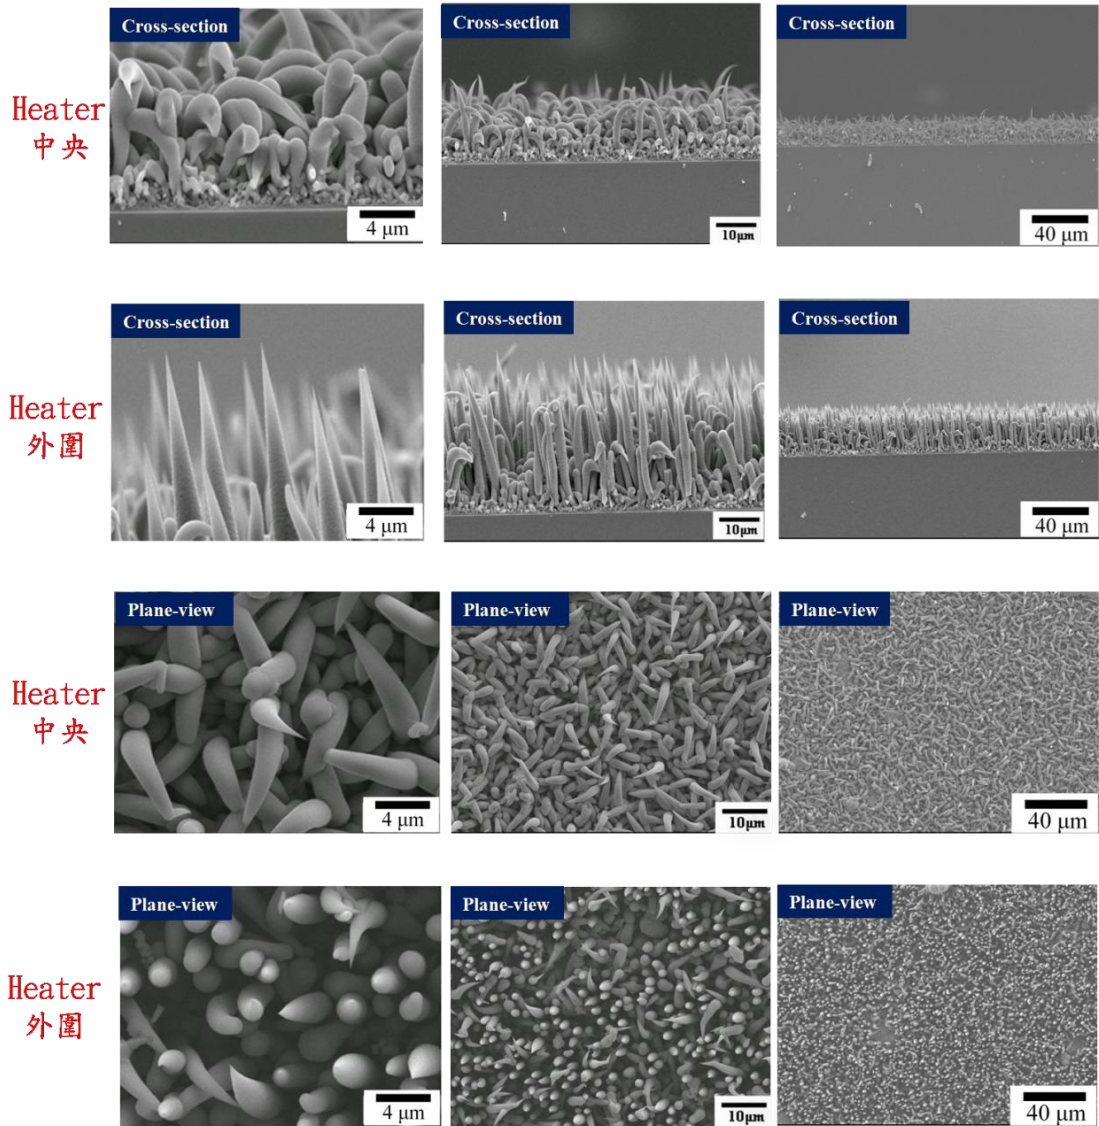 Cross-section
Cross-section
Cross-section
Heater
中央
4 μm
10μm
40 μm
Cross-section
Cross-section
Cross-section
Heater
外圍
4 μm
10μm
40 μm
Plane-view
Plane-view
Plane-view
Heater
中央
4 μm
10μm
40 μm
Plane-view
Plane-view
Plane-view
Heater
外圍
4 μm
10μm
40 μm